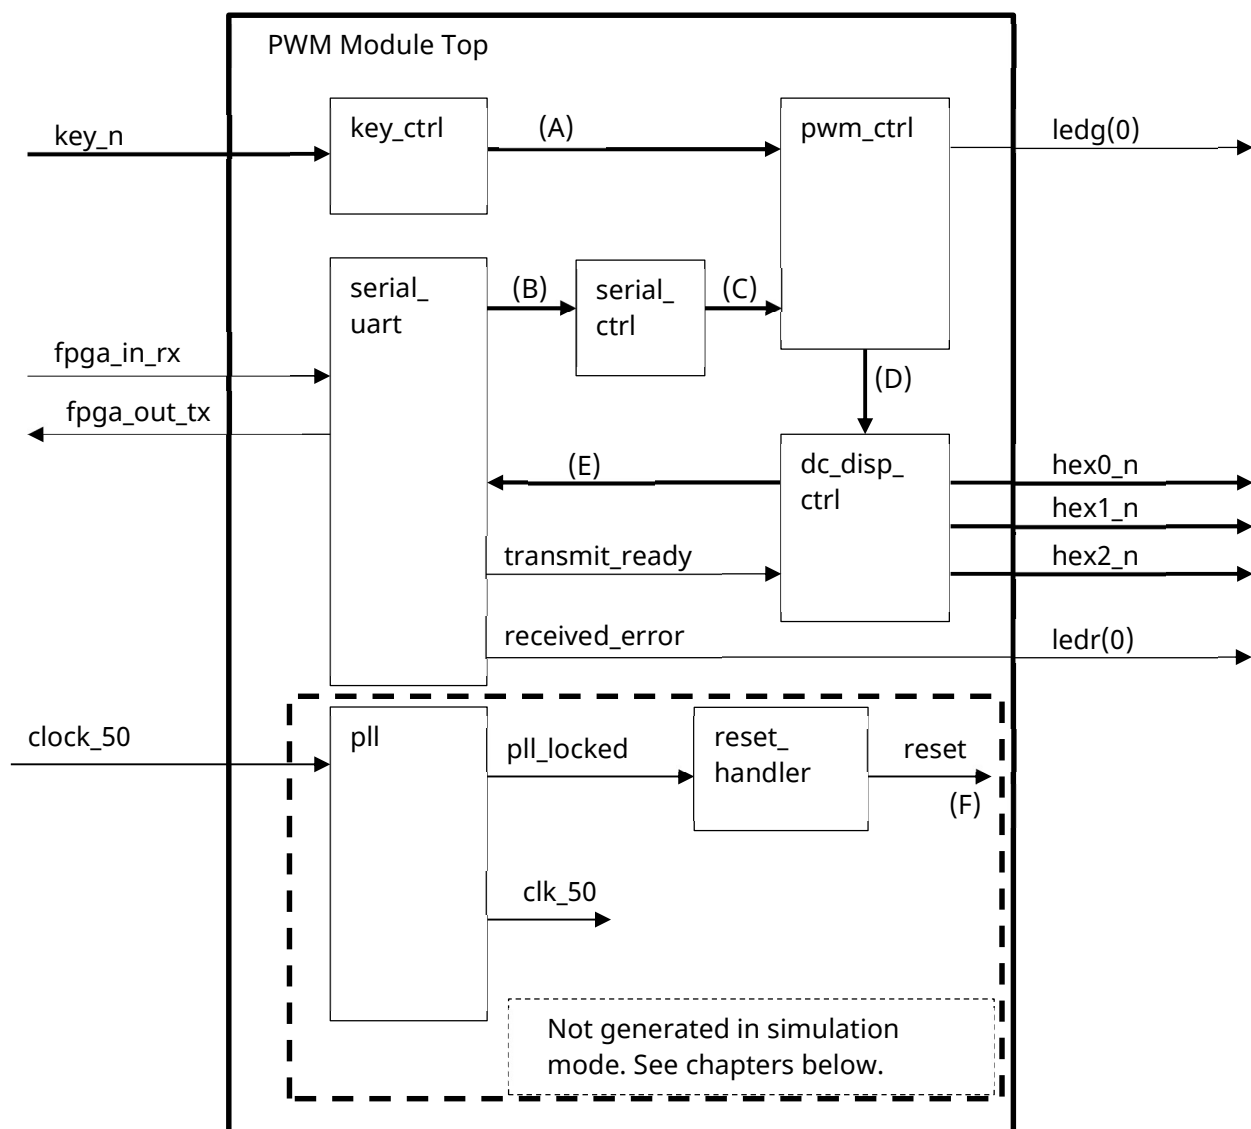 PWM Module Top
key_n
key_ctrl
(A)
pwm_ctrl
ledg(0)
serial_
uart
(B)
serial_
ctrl
(C)
fpga_in_rx
fpga_out_tx
(D)
(E)
dc_disp_
ctrl
hex0_n
hex1_n
hex2_n
transmit_ready
received_error
ledr(0)
clock_50
pll
pll_locked
reset_
handler
reset
(F)
clk_50
Not generated in simulation
mode. See chapters below.